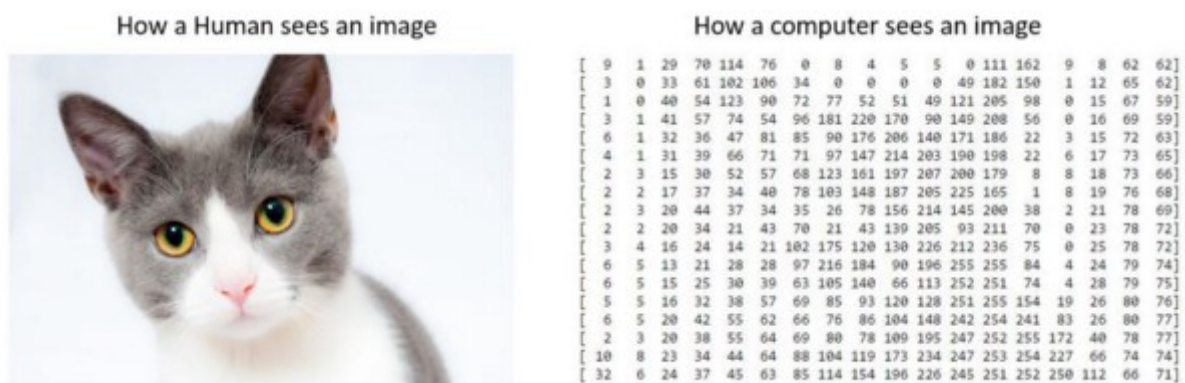 How a Human sees an image
How a computer sees an image
[ 9 1 29 70 114 76 0 8 4 5 5 0 111 162 9 8 62 62]
[ 3 0 33 61 102 106 34 0 0 0 0 49 182 150 1 12 65 62]
[ 1 0 40 54 123 90 72 77 52 51 49 121 205 98 0 15 67 59]
[ 3 1 41 57 74 54 96 181 220 170 90 149 208 56 0 16 69 59]
[ 6 1 32 36 47 81 85 90 176 206 140 171 186 22 3 15 72 63]
[ 4 1 31 39 66 71 71 97 147 214 203 190 198 22 6 17 73 65]
[ 2 3 15 30 52 57 68 123 161 197 207 200 179 8 8 18 73 66]
[ 2 2 17 37 34 40 78 103 148 187 205 225 165 1 8 19 76 68]
[ 2 3 20 44 37 34 35 26 78 156 214 145 200 38 2 21 78 69]
[ 2 2 20 34 21 43 70 21 43 139 205 93 211 70 0 23 78 72]
[ 3 4 16 24 14 21 102 175 120 130 226 212 236 75 0 25 78 72]
[ 6 5 13 21 28 28 97 216 184 90 196 255 255 84 4 24 79 74]
[ 6 5 15 25 30 39 63 105 140 66 113 252 251 74 4 28 79 75]
[ 5 5 16 32 38 57 69 85 93 120 128 251 255 154 19 26 80 76]
[ 6 5 20 42 55 62 66 76 86 104 148 242 254 241 83 26 80 77]
[ 2 3 20 38 55 64 69 80 78 109 195 247 252 255 172 40 78 77]
[ 10 8 23 34 44 64 88 104 119 173 234 247 253 254 227 66 74 74]
[ 32 6 24 37 45 63 85 114 154 196 226 245 251 252 250 112 66 71]